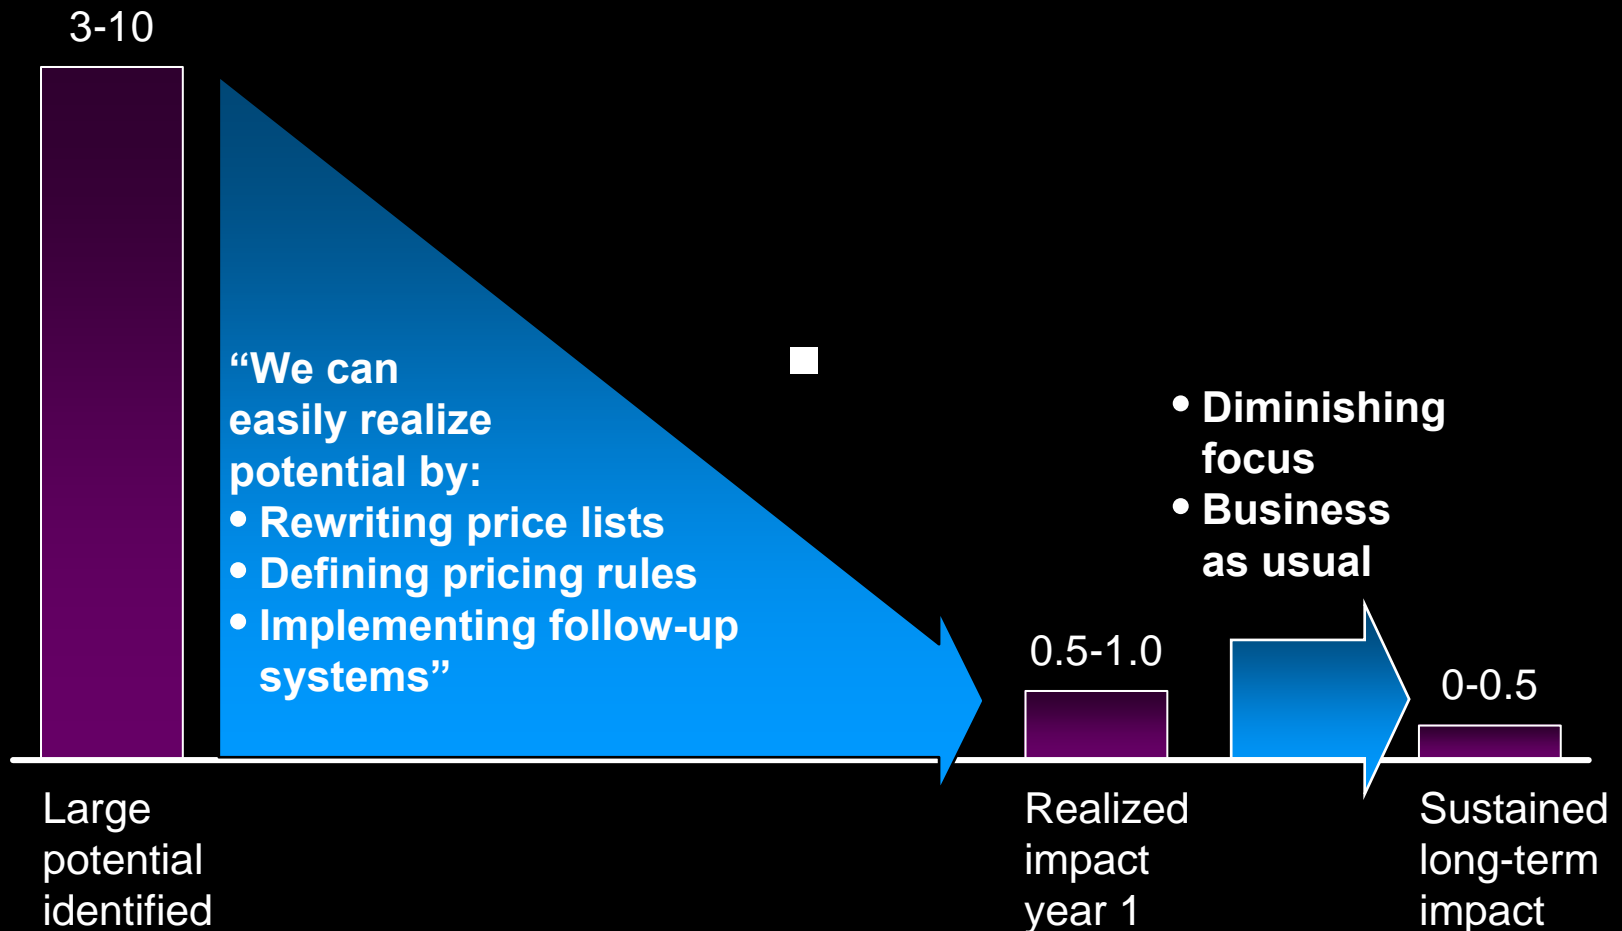 3-10
“We can
easily realize
potential by:
• Rewriting price lists
• Defining pricing rules
• Implementing follow-up
systems”
• Diminishing
focus
• Business
as usual
0.5-1.0
0-0.5
Large
potential
identified
Realized
impact
year 1
Sustained
long-term
impact